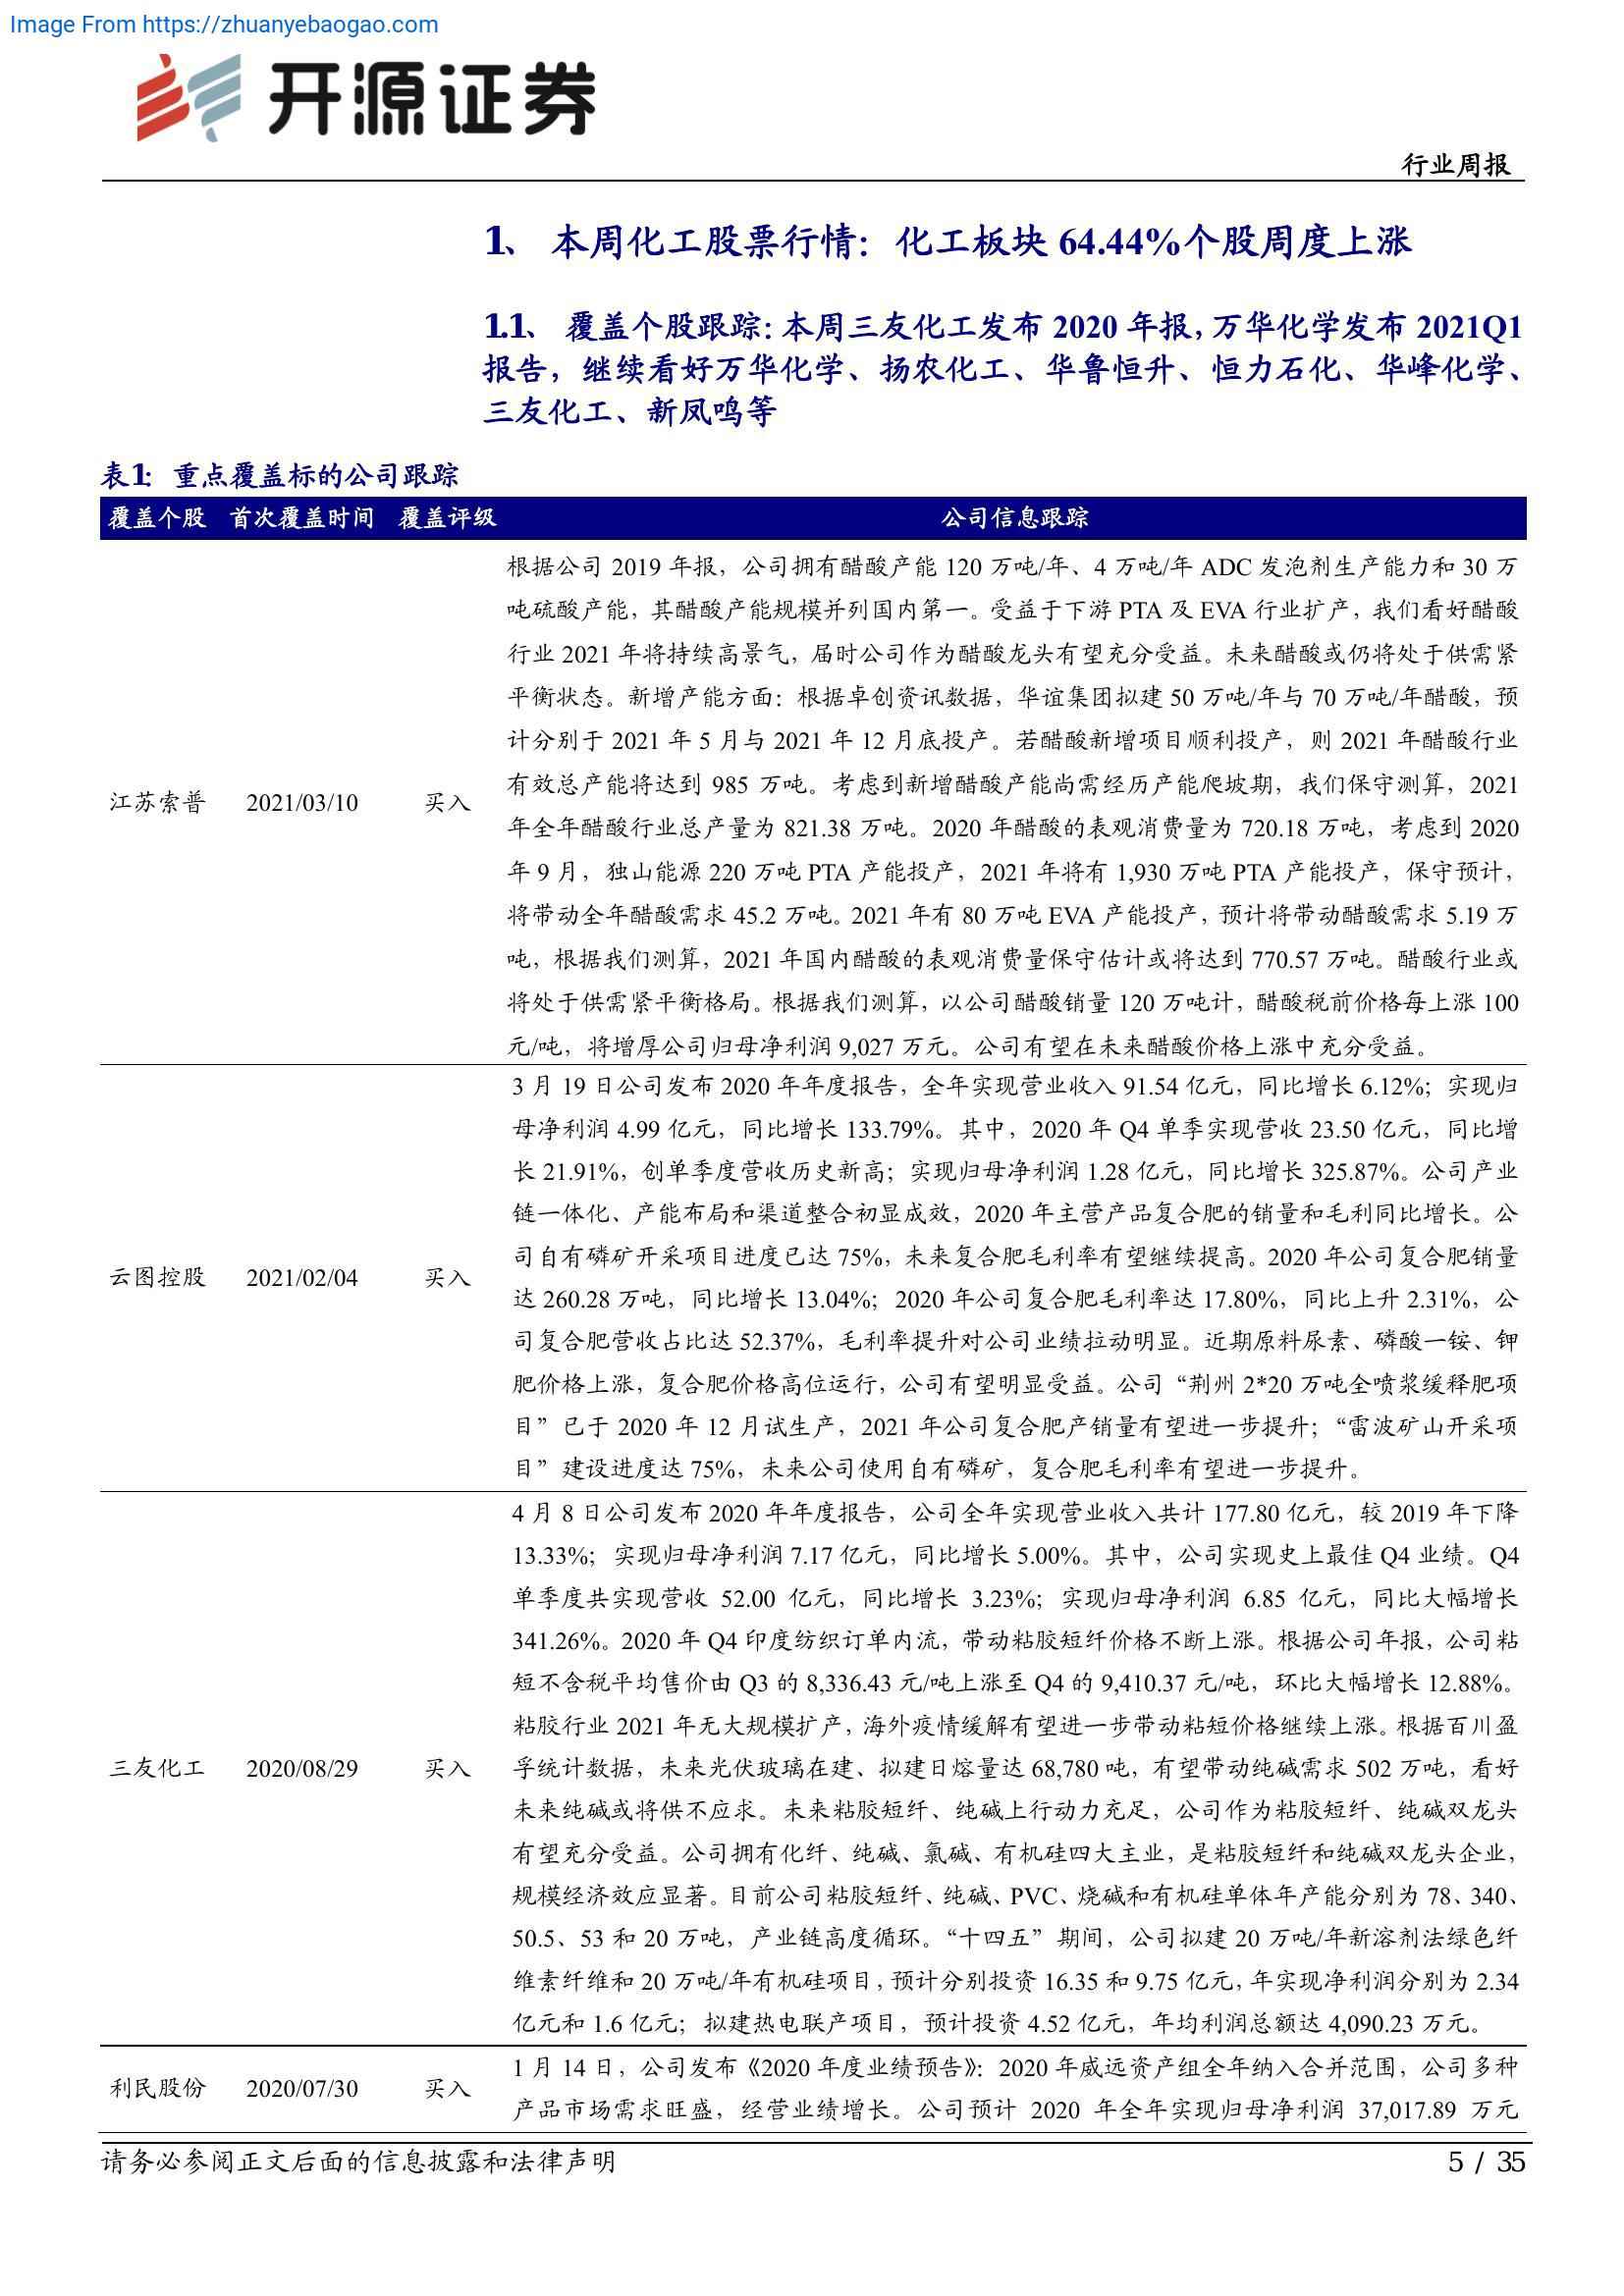 Image From https://zhuanyebaogao.com
开源证券
行业周报
1、 本周化工股票行情：化工板块 64.44%个股周度上涨
1.1、 覆盖个股跟踪：本周三友化工发布 2020 年报，万华化学发布 2021Q1
报告，继续看好万华化学、扬农化工、华鲁恒升、恒力石化、华峰化学、
三友化工、新凤鸣等
表1： 重点覆盖标的公司跟踪
覆盖个股 首次覆盖时间 覆盖评级 公司信息跟踪
根据公司 2019 年报，公司拥有醋酸产能 120 万吨/年、4 万吨/年 ADC 发泡剂生产能力和 30 万
吨硫酸产能，其醋酸产能规模并列国内第一。受益于下游 PTA 及 EVA 行业扩产，我们看好醋酸
行业 2021 年将持续高景气，届时公司作为醋酸龙头有望充分受益。未来醋酸或仍将处于供需紧
平衡状态。新增产能方面：根据卓创资讯数据，华谊集团拟建 50 万吨/年与 70 万吨/年醋酸，预
计分别于 2021 年 5 月与 2021 年 12 月底投产。若醋酸新增项目顺利投产，则 2021 年醋酸行业
有效总产能将达到 985 万吨。考虑到新增醋酸产能尚需经历产能爬坡期，我们保守测算，2021
江苏索普 2021/03/10 买入
年全年醋酸行业总产量为 821.38 万吨。2020 年醋酸的表观消费量为 720.18 万吨，考虑到 2020
年 9 月，独山能源 220 万吨 PTA 产能投产，2021 年将有 1,930 万吨 PTA 产能投产，保守预计，
将带动全年醋酸需求 45.2 万吨。2021 年有 80 万吨 EVA 产能投产，预计将带动醋酸需求 5.19 万
吨，根据我们测算，2021 年国内醋酸的表观消费量保守估计或将达到 770.57 万吨。醋酸行业或
将处于供需紧平衡格局。根据我们测算，以公司醋酸销量 120 万吨计，醋酸税前价格每上涨 100
元/吨，将增厚公司归母净利润 9,027 万元。公司有望在未来醋酸价格上涨中充分受益。
3 月 19 日公司发布 2020 年年度报告，全年实现营业收入 91.54 亿元，同比增长 6.12%；实现归
母净利润 4.99 亿元，同比增长 133.79%。其中，2020 年 Q4 单季实现营收 23.50 亿元，同比增
长 21.91%，创单季度营收历史新高；实现归母净利润 1.28 亿元，同比增长 325.87%。公司产业
链一体化、产能布局和渠道整合初显成效，2020 年主营产品复合肥的销量和毛利同比增长。公
司自有磷矿开采项目进度已达 75%，未来复合肥毛利率有望继续提高。2020 年公司复合肥销量
云图控股 2021/02/04 买入
达 260.28 万吨，同比增长 13.04%；2020 年公司复合肥毛利率达 17.80%，同比上升 2.31%，公
司复合肥营收占比达 52.37%，毛利率提升对公司业绩拉动明显。近期原料尿素、磷酸一铵、钾
肥价格上涨，复合肥价格高位运行，公司有望明显受益。公司“荆州 2*20 万吨全喷浆缓释肥项
目”已于 2020 年 12 月试生产，2021 年公司复合肥产销量有望进一步提升；“雷波矿山开采项
目”建设进度达 75%，未来公司使用自有磷矿，复合肥毛利率有望进一步提升。
4 月 8 日公司发布 2020 年年度报告，公司全年实现营业收入共计 177.80 亿元，较 2019 年下降
13.33%；实现归母净利润 7.17 亿元，同比增长 5.00%。其中，公司实现史上最佳 Q4 业绩。Q4
单季度共实现营收 52.00 亿元，同比增长 3.23%；实现归母净利润 6.85 亿元，同比大幅增长
341.26%。2020 年 Q4 印度纺织订单内流，带动粘胶短纤价格不断上涨。根据公司年报，公司粘
短不含税平均售价由 Q3 的 8,336.43 元/吨上涨至 Q4 的 9,410.37 元/吨，环比大幅增长 12.88%。
粘胶行业 2021 年无大规模扩产，海外疫情缓解有望进一步带动粘短价格继续上涨。根据百川盈
三友化工 2020/08/29 买入
孚统计数据，未来光伏玻璃在建、拟建日熔量达 68,780 吨，有望带动纯碱需求 502 万吨，看好
未来纯碱或将供不应求。未来粘胶短纤、纯碱上行动力充足，公司作为粘胶短纤、纯碱双龙头
有望充分受益。公司拥有化纤、纯碱、氯碱、有机硅四大主业，是粘胶短纤和纯碱双龙头企业，
规模经济效应显著。目前公司粘胶短纤、纯碱、PVC、烧碱和有机硅单体年产能分别为 78、340、
50.5、53 和 20 万吨，产业链高度循环。“十四五”期间，公司拟建 20 万吨/年新溶剂法绿色纤
维素纤维和 20 万吨/年有机硅项目，预计分别投资 16.35 和 9.75 亿元，年实现净利润分别为 2.34
亿元和 1.6 亿元；拟建热电联产项目，预计投资 4.52 亿元，年均利润总额达 4,090.23 万元。
1 月 14 日，公司发布《2020 年度业绩预告》：2020 年威远资产组全年纳入合并范围，公司多种
利民股份 2020/07/30 买入
产品市场需求旺盛，经营业绩增长。公司预计 2020 年全年实现归母净利润 37,017.89 万元
请务必参阅正文后面的信息披露和法律声明 5 / 35